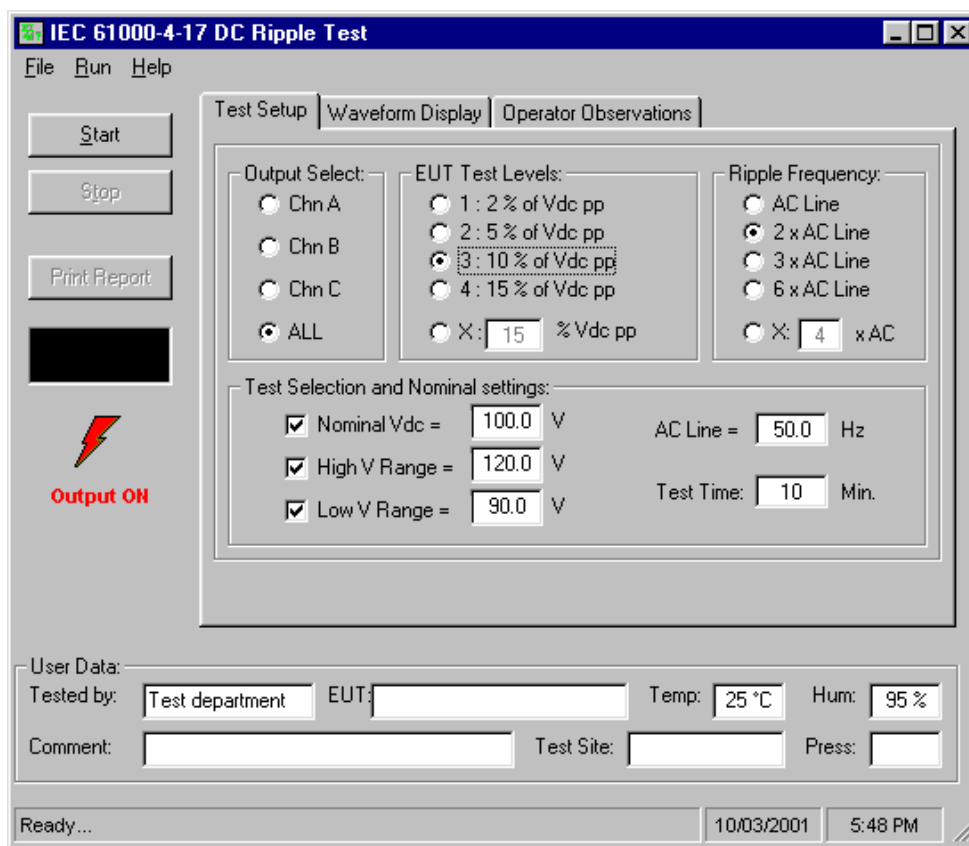 IEC 61000-4-17 DC Ripple Test
File Run Help
Start
Stop
Print Report
Output ON
Test Setup Waveform Display Operator Observations
Output Select:
Chn A
Chn B
Chn C
ALL
EUT Test Levels:
1 : 2 % of Vdc pp
2 : 5 % of Vdc pp
3 : 10 % of Vdc pp
4 : 15 % of Vdc pp
X : 15 % Vdc pp
Ripple Frequency:
AC Line
2 x AC Line
3 x AC Line
6 x AC Line
X: 4 x AC
Test Selection and Nominal settings:
Nominal Vdc = 100.0 V
High V Range = 120.0 V
Low V Range = 90.0 V
AC Line = 50.0 Hz
Test Time: 10 Min.
User Data:
Tested by: Test department EUT: Temp: 25 °C Hum: 95 %
Comment: Test Site: Press:
Ready... 10/03/2001 5:48 PM